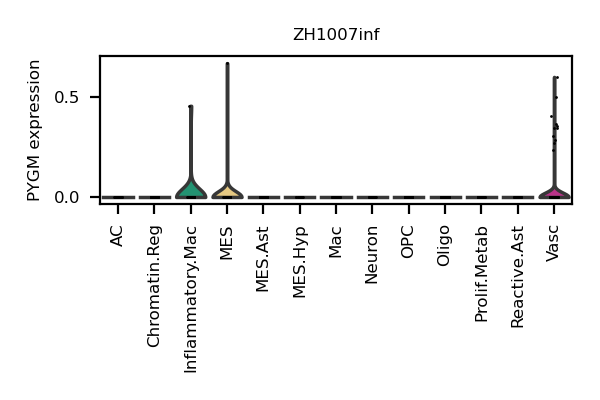 ZH1007inf
PYGM expression
0.5
0.0
AC
Chromatin.Reg
Inflammatory.Mac
MES
MES.Ast
MES.Hyp
Mac
Neuron
OPC
Oligo
Prolif.Metab
Reactive.Ast
Vasc